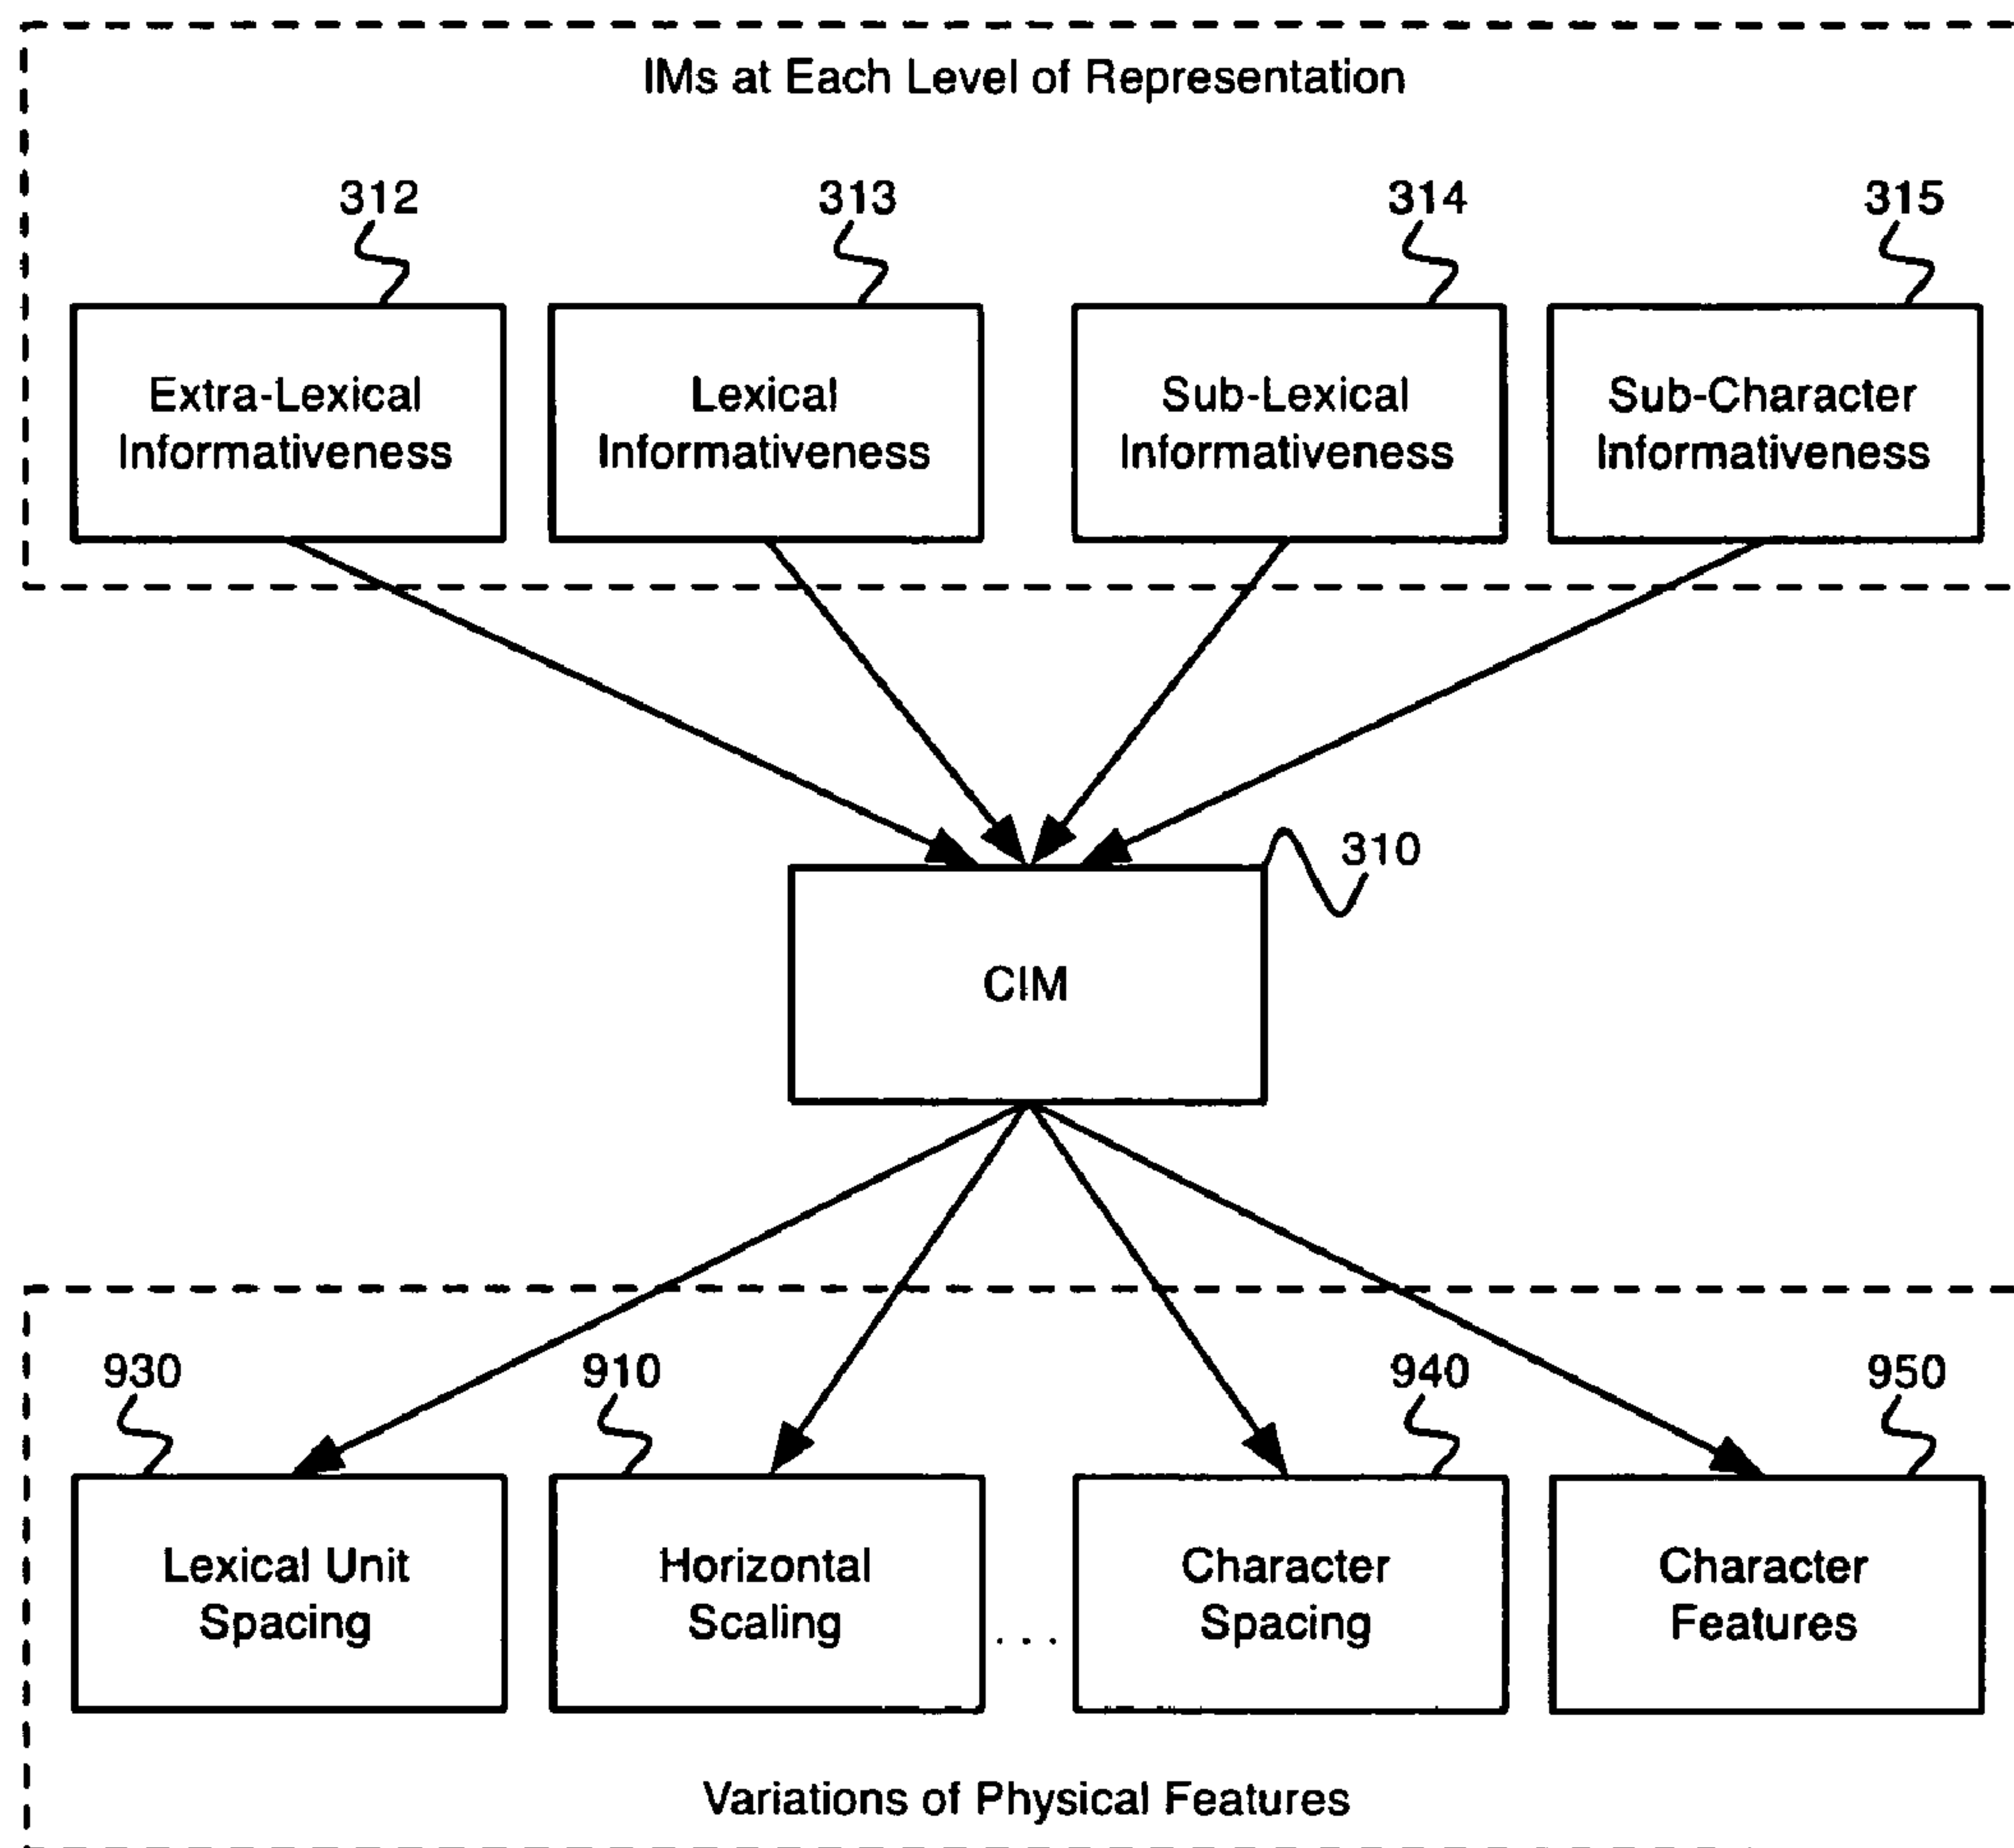 IMs at Each Level of Representation
312 313 314 315
Extra-Lexical
Informativeness
Lexical
Informativeness
Sub-Lexical
Informativeness
Sub-Character
Informativeness
310
CIM
930 910 940 950
Lexical Unit
Spacing
Horizontal
Scaling
...
Character
Spacing
Character
Features
Variations of Physical Features